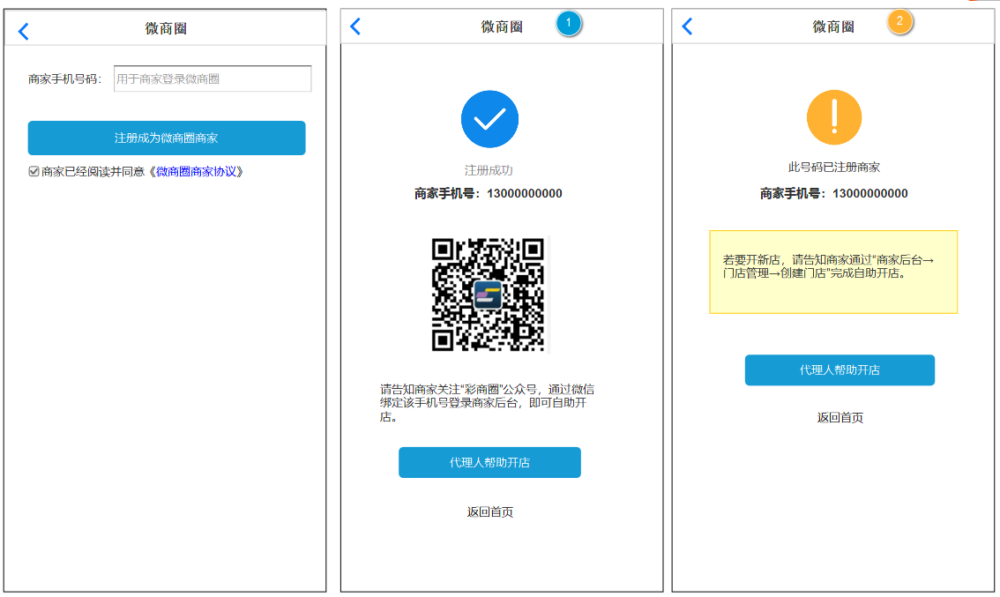 微商圈
商家手机号码：
用于商家登录微商圈
注册成为微商圈商家
商家已经阅读并同意《微商圈商家协议》
微商圈
1
注册成功
商家手机号：13000000000
请告知商家关注“彩商圈”公众号，通过微信
绑定该手机号登录商家后台，即可自助开
店。
代理人帮助开店
返回首页
微商圈
2
此号码已注册商家
商家手机号：13000000000
若要开新店，请告知商家通过“商家后台→
门店管理→创建门店”完成自助开店。
代理人帮助开店
返回首页